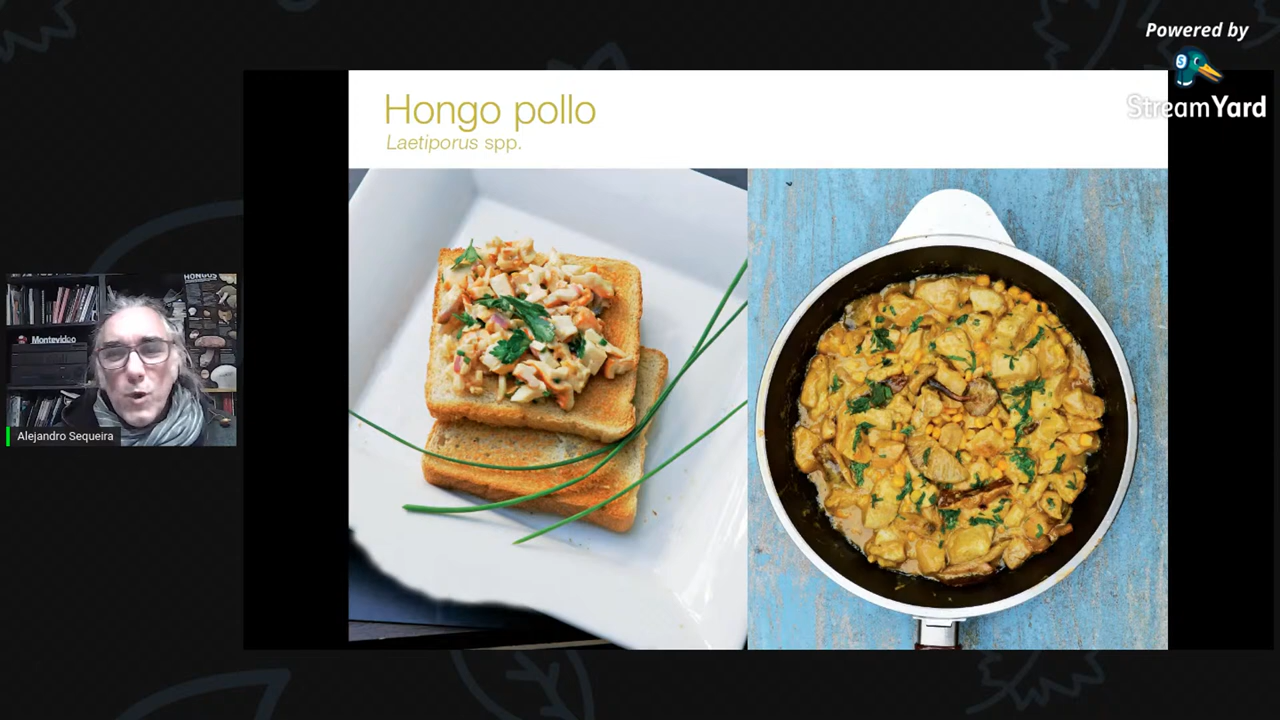 Powered by
StreamYard
Hongo pollo
Laetiporus spp.
HONGOS
Montevideo
Alejandro Sequeira